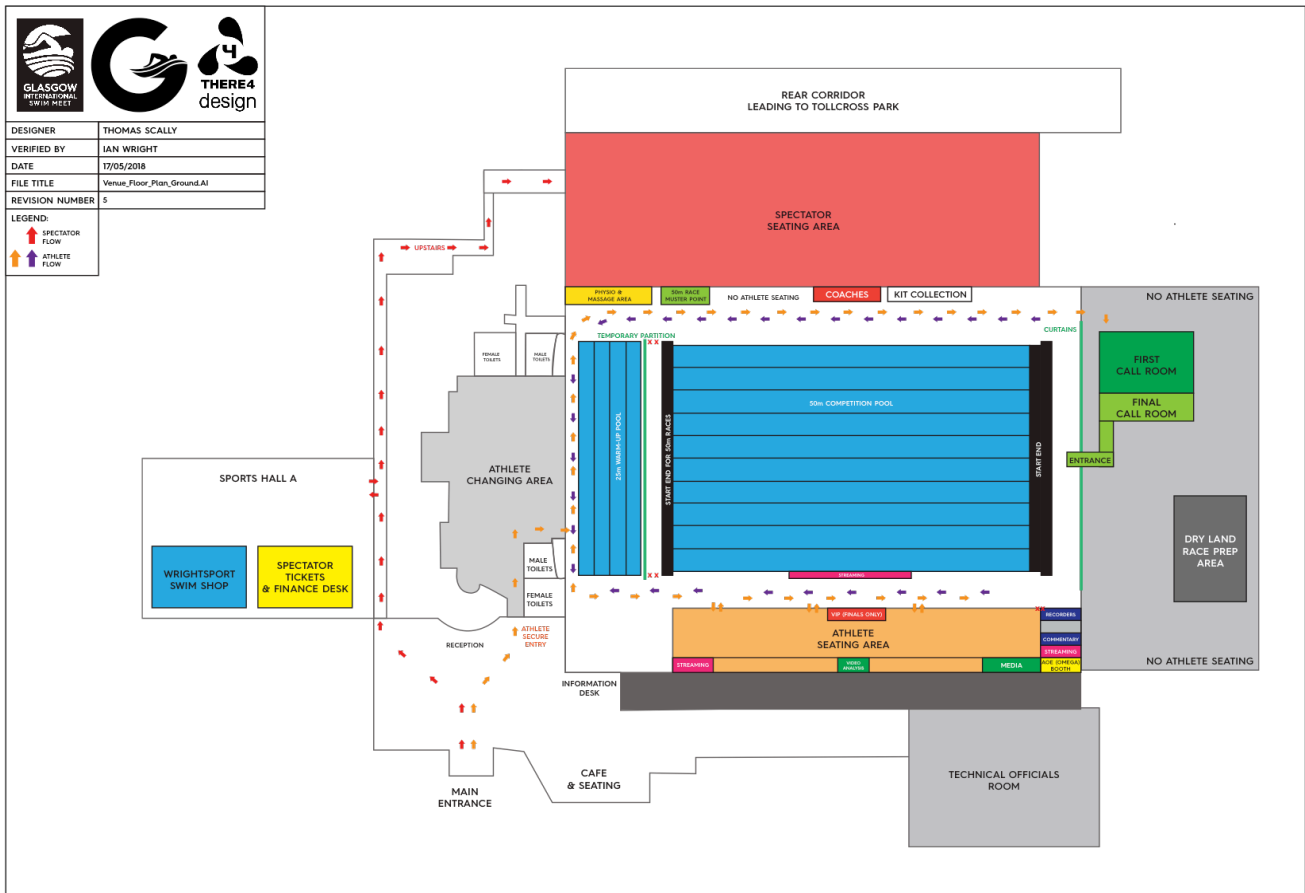 GLASGOW
INTERNATIONAL
SWIM MEET
G
4
THERE4
design
DESIGNER THOMAS SCALLY
VERIFIED BY IAN WRIGHT
DATE 17/05/2018
FILE TITLE Venue_Floor_Plan_Ground.AI
REVISION NUMBER 5
LEGEND:
SPECTATOR
FLOW
ATHLETE
FLOW
REAR CORRIDOR
LEADING TO TOLLCROSS PARK
SPECTATOR
SEATING AREA
UPSTAIRS
PHYSIO &
MASSAGE AREA
50m RACE
MUSTER POINT
NO ATHLETE SEATING
COACHES
KIT COLLECTION
NO ATHLETE SEATING
TEMPORARY PARTITION
X X
CURTAINS
FEMALE
TOILETS
MALE
TOILETS
FIRST
CALL ROOM
FINAL
CALL ROOM
ENTRANCE
50m COMPETITION POOL
25m WARM-UP POOL
START END FOR 50m RACES
START END
ATHLETE
CHANGING AREA
SPORTS HALL A
WRIGHTSPORT
SWIM SHOP
SPECTATOR
TICKETS
& FINANCE DESK
DRY LAND
RACE PREP
AREA
MALE
TOILETS
FEMALE
TOILETS
X X
STREAMING
VIP (FINALS ONLY)
XX
RECORDERS
ATHLETE
SEATING AREA
COMMENTARY
STREAMING
STREAMING
VIDEO
ANALYSIS
MEDIA
AOE (OMEGA)
BOOTH
NO ATHLETE SEATING
RECEPTION
ATHLETE
SECURE
ENTRY
INFORMATION
DESK
CAFE
& SEATING
MAIN
ENTRANCE
TECHNICAL OFFICIALS
ROOM